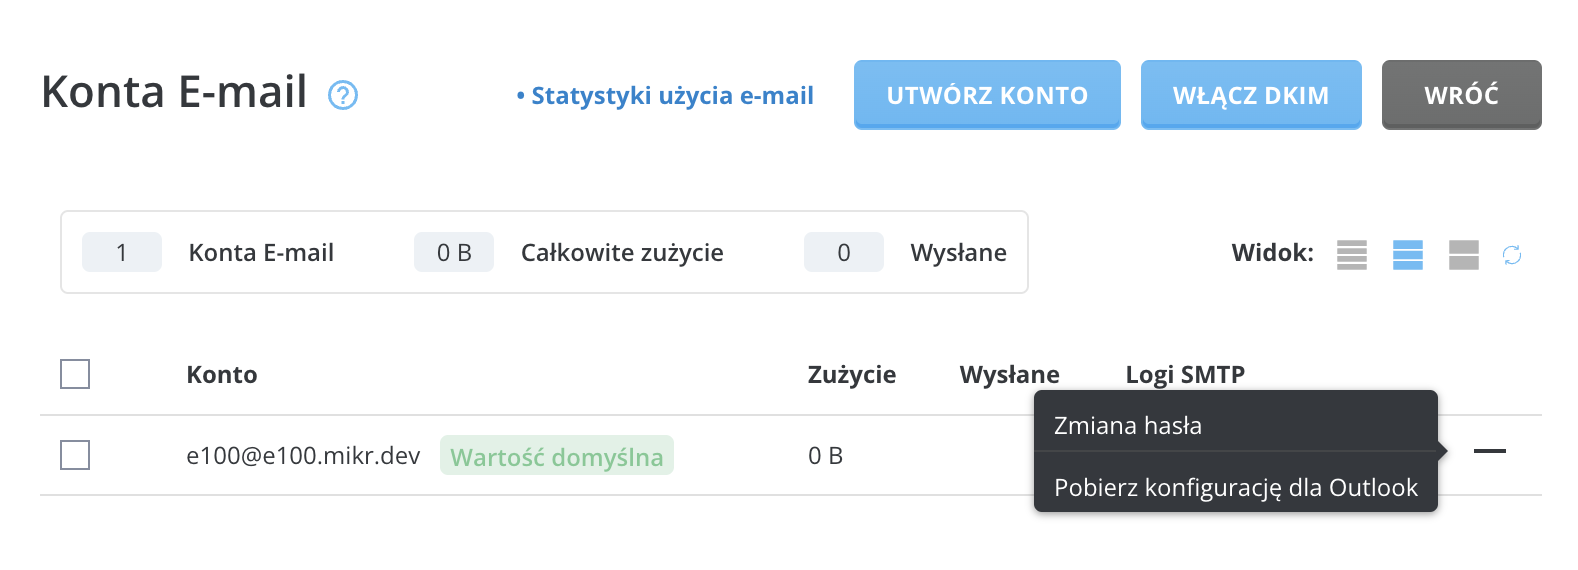 Konta E-mail ?
• Statystyki użycia e-mail
UTWÓRZ KONTO
WŁĄCZ DKIM
WRÓĆ
1 Konta E-mail 0 B Całkowite zużycie 0 Wysłane
Widok:
Konto Zużycie Wysłane Logi SMTP
e100@e100.mikr.dev Wartość domyślna 0 B
Zmiana hasła
Pobierz konfigurację dla Outlook